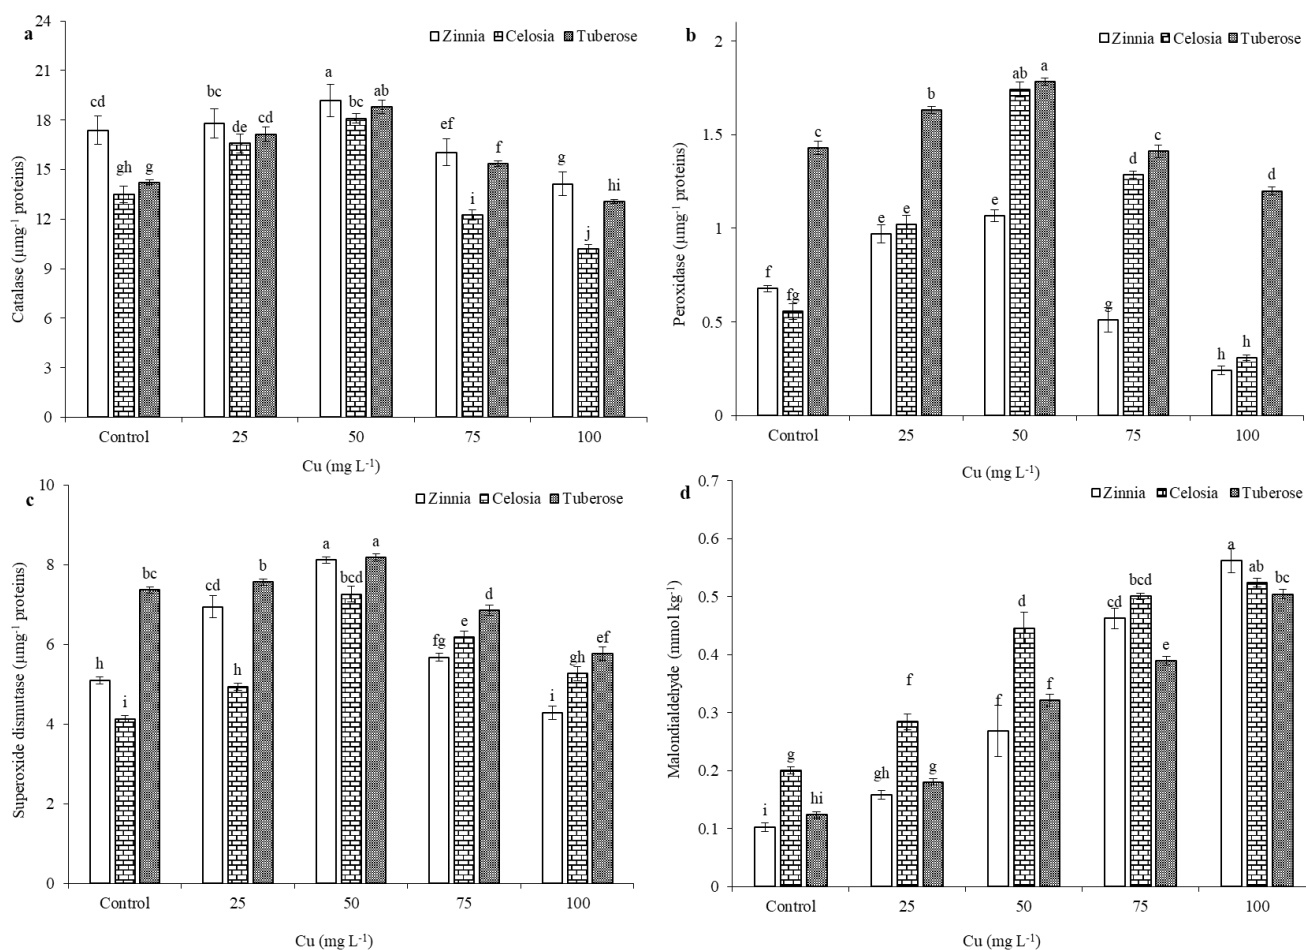 a
Zinnia Celosia Tuberose
Catalase (µmg-1 proteins)
24
21
18
15
12
9
6
3
0
cd gh g
bc de cd
a bc ab
ef i f
g j hi
Control 25 50 75 100
Cu (mg L-1)
b
Zinnia Celosia Tuberose
Peroxidase (µmg-1 proteins)
2
1.5
1
0.5
0
f fg c
e e b
e ab a
g d c
h h d
Control 25 50 75 100
Cu (mg L-1)
c
Zinnia Celosia Tuberose
Superoxide dismutase (µmg-1 proteins)
10
8
6
4
2
0
h i bc
cd h b
a bcd a
fg e d
i gh ef
Control 25 50 75 100
Cu (mg L-1)
d
Zinnia Celosia Tuberose
Malondialdehyde (nmol kg-1)
0.7
0.6
0.5
0.4
0.3
0.2
0.1
0
i g hi
gh f g
f d f
cd bcd e
a ab bc
Control 25 50 75 100
Cu (mg L-1)